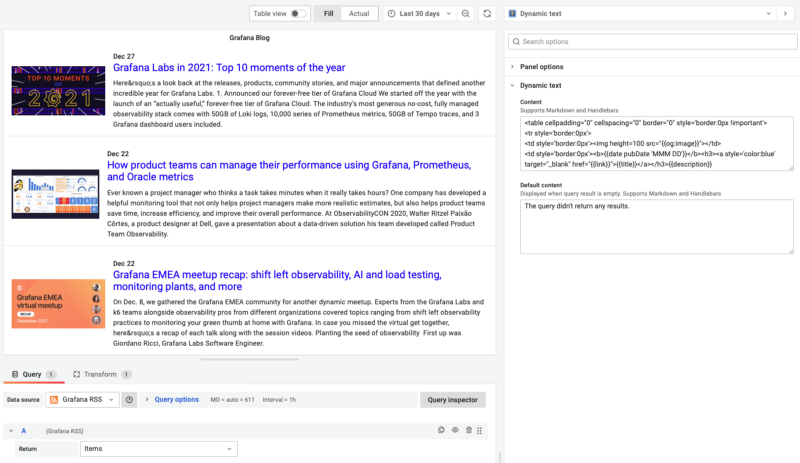 Table view
Fill
Actual
Last 30 days
Grafana Blog
Dec 27
Grafana Labs in 2021: Top 10 moments of the year
TOP 10 MOMENTS
OF
2021
Here&rsquo;s a look back at the releases, products, community stories, and major announcements that defined another
incredible year for Grafana Labs. 1. Announced our forever-free tier of Grafana Cloud We started off the year with the
launch of an “actually useful,” forever-free tier of Grafana Cloud. The industry’s most generous no-cost, fully managed
observability stack comes with 50GB of Loki logs, 10,000 series of Prometheus metrics, 50GB of Tempo traces, and 3
Grafana dashboard users included.
Dec 22
How product teams can manage their performance using Grafana, Prometheus,
and Oracle metrics
Ever known a project manager who thinks a task takes minutes when it really takes hours? One company has developed a
helpful monitoring tool that not only helps project managers make more realistic estimates, but also helps product teams
save time, increase efficiency, and improve their overall performance. At ObservabilityCON 2020, Walter Ritzel Paixão
Côrtes, a product designer at Dell, gave a presentation about a data-driven solution his team developed called Product
Team Observability.
Dec 22
Grafana EMEA meetup recap: shift left observability, AI and load testing,
monitoring plants, and more
Grafana EMEA
virtual meetup
RECAP
December 2021
On Dec. 8, we gathered the Grafana EMEA community for another dynamic meetup. Experts from the Grafana Labs and
k6 teams alongside observability pros from different organizations covered topics ranging from shift left observability
practices to monitoring your green thumb at home with Grafana. In case you missed the virtual get together,
here&rsquo;s a recap of each talk along with the session videos. Planting the seed of observability First up was
Giordano Ricci, Grafana Labs Software Engineer.
Query 1
Transform 1
Data source
Grafana RSS
Query options
MD = auto = 611
Interval = 1h
Query inspector
A
(Grafana RSS)
Return
Items
Dynamic text
Search options
Panel options
Dynamic text
Content
Supports Markdown and Handlebars
<table cellpadding="0" cellspacing="0" border="0" style='border:0px !important'>
<tr style='border:0px'>
<td style='border:0px'><img height=100 src="{{og:image}}"></td>
<td style='border:0px'><b>{{date pubDate 'MMM DD'}}</b><h3><a style='color:blue'
target="_blank" href="{{link}}">{{title}}</a></h3>{{description}}
Default content
Displayed when query result is empty. Supports Markdown and Handlebars
The query didn't return any results.